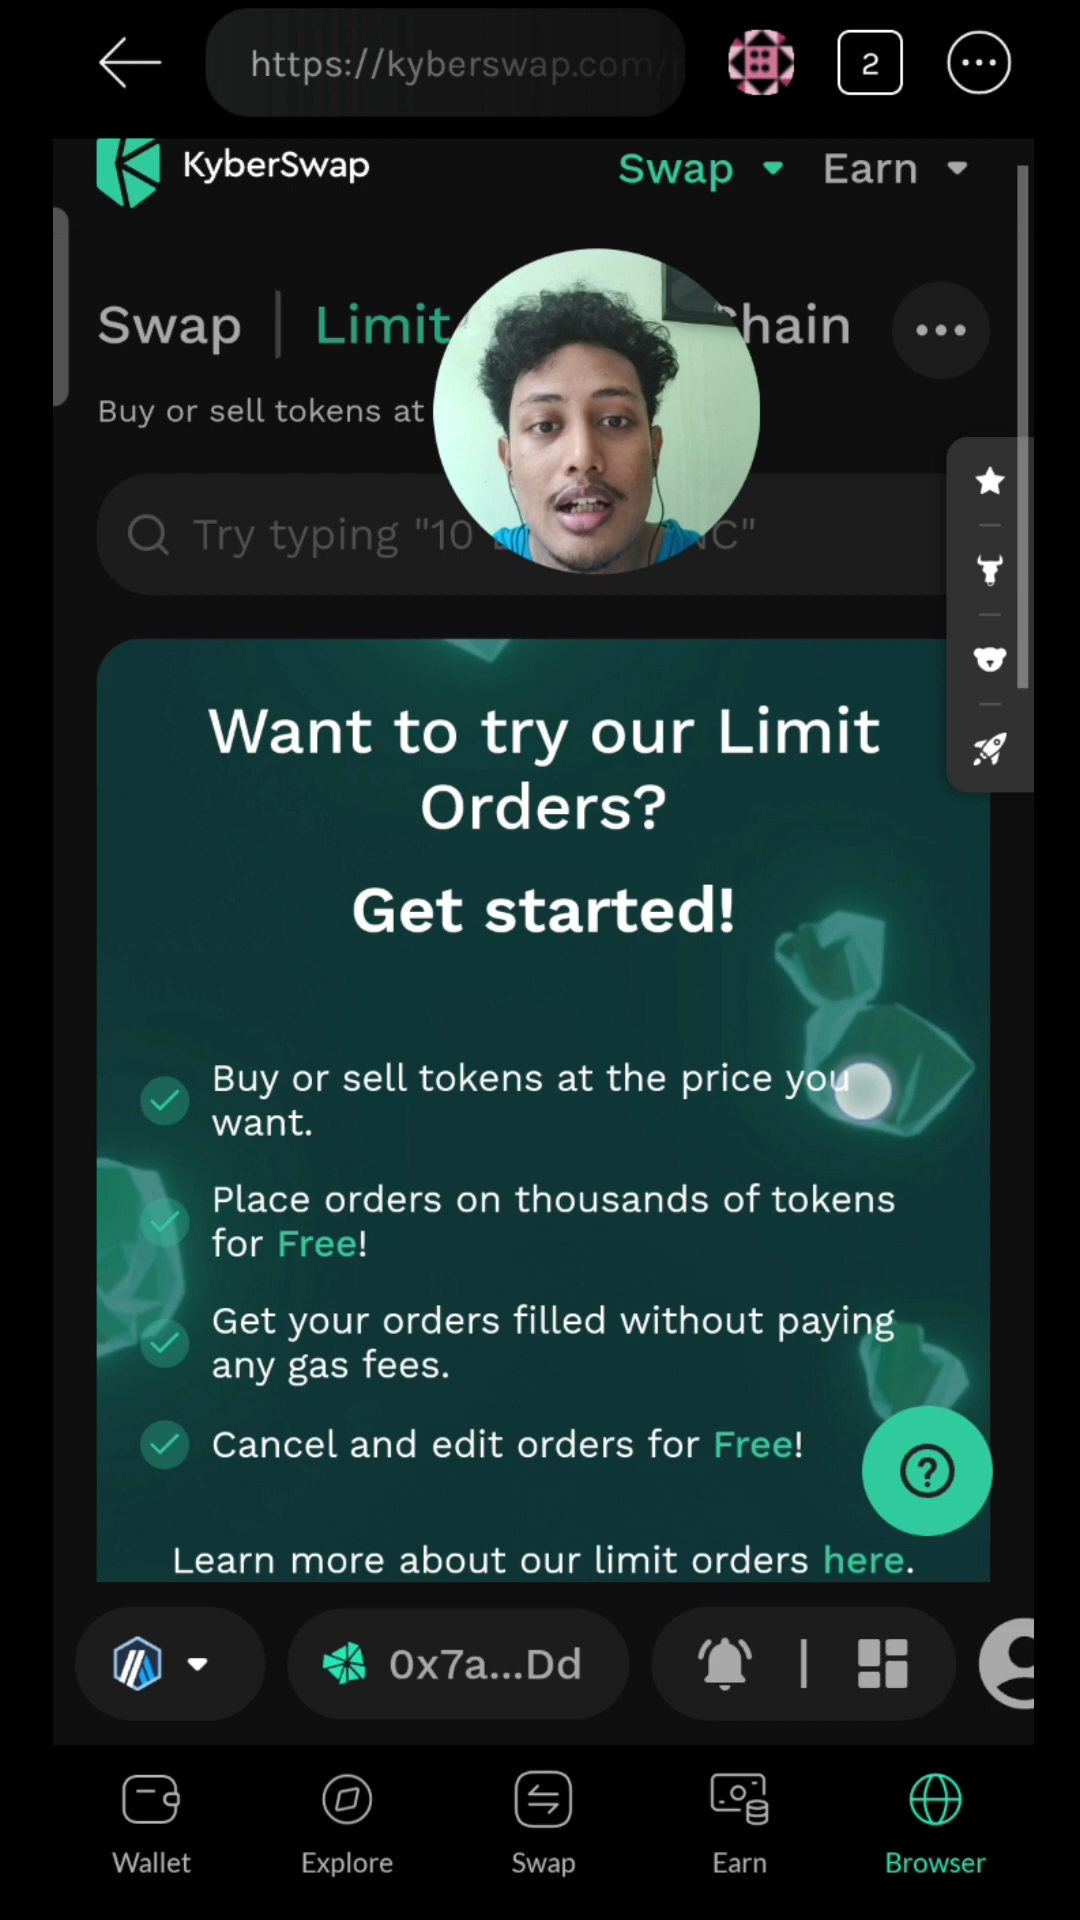 https://kyberswap.com/
2
KyberSwap
Swap
Earn
Swap
Limit
Chain
Buy or sell tokens at
Try typing "10
Want to try our Limit
Orders?
Get started!
Buy or sell tokens at the price you
want.
Place orders on thousands of tokens
for Free!
Get your orders filled without paying
any gas fees.
Cancel and edit orders for Free!
Learn more about our limit orders here.
0x7a...Dd
Wallet
Explore
Swap
Earn
Browser